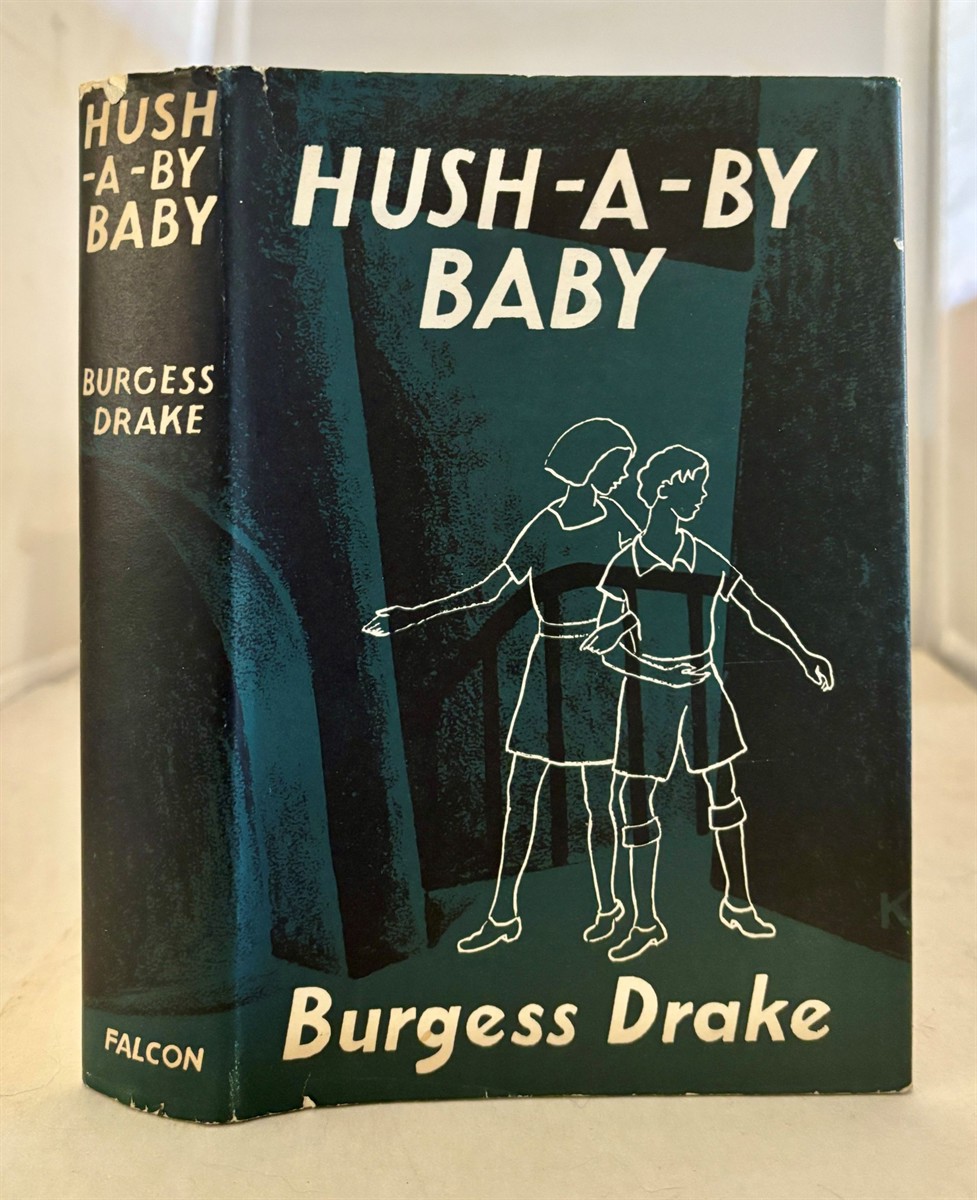 HUSH
-A-BY
BABY
BURGESS
DRAKE
FALCON
HUSH-A-BY
BABY
K
Burgess Drake